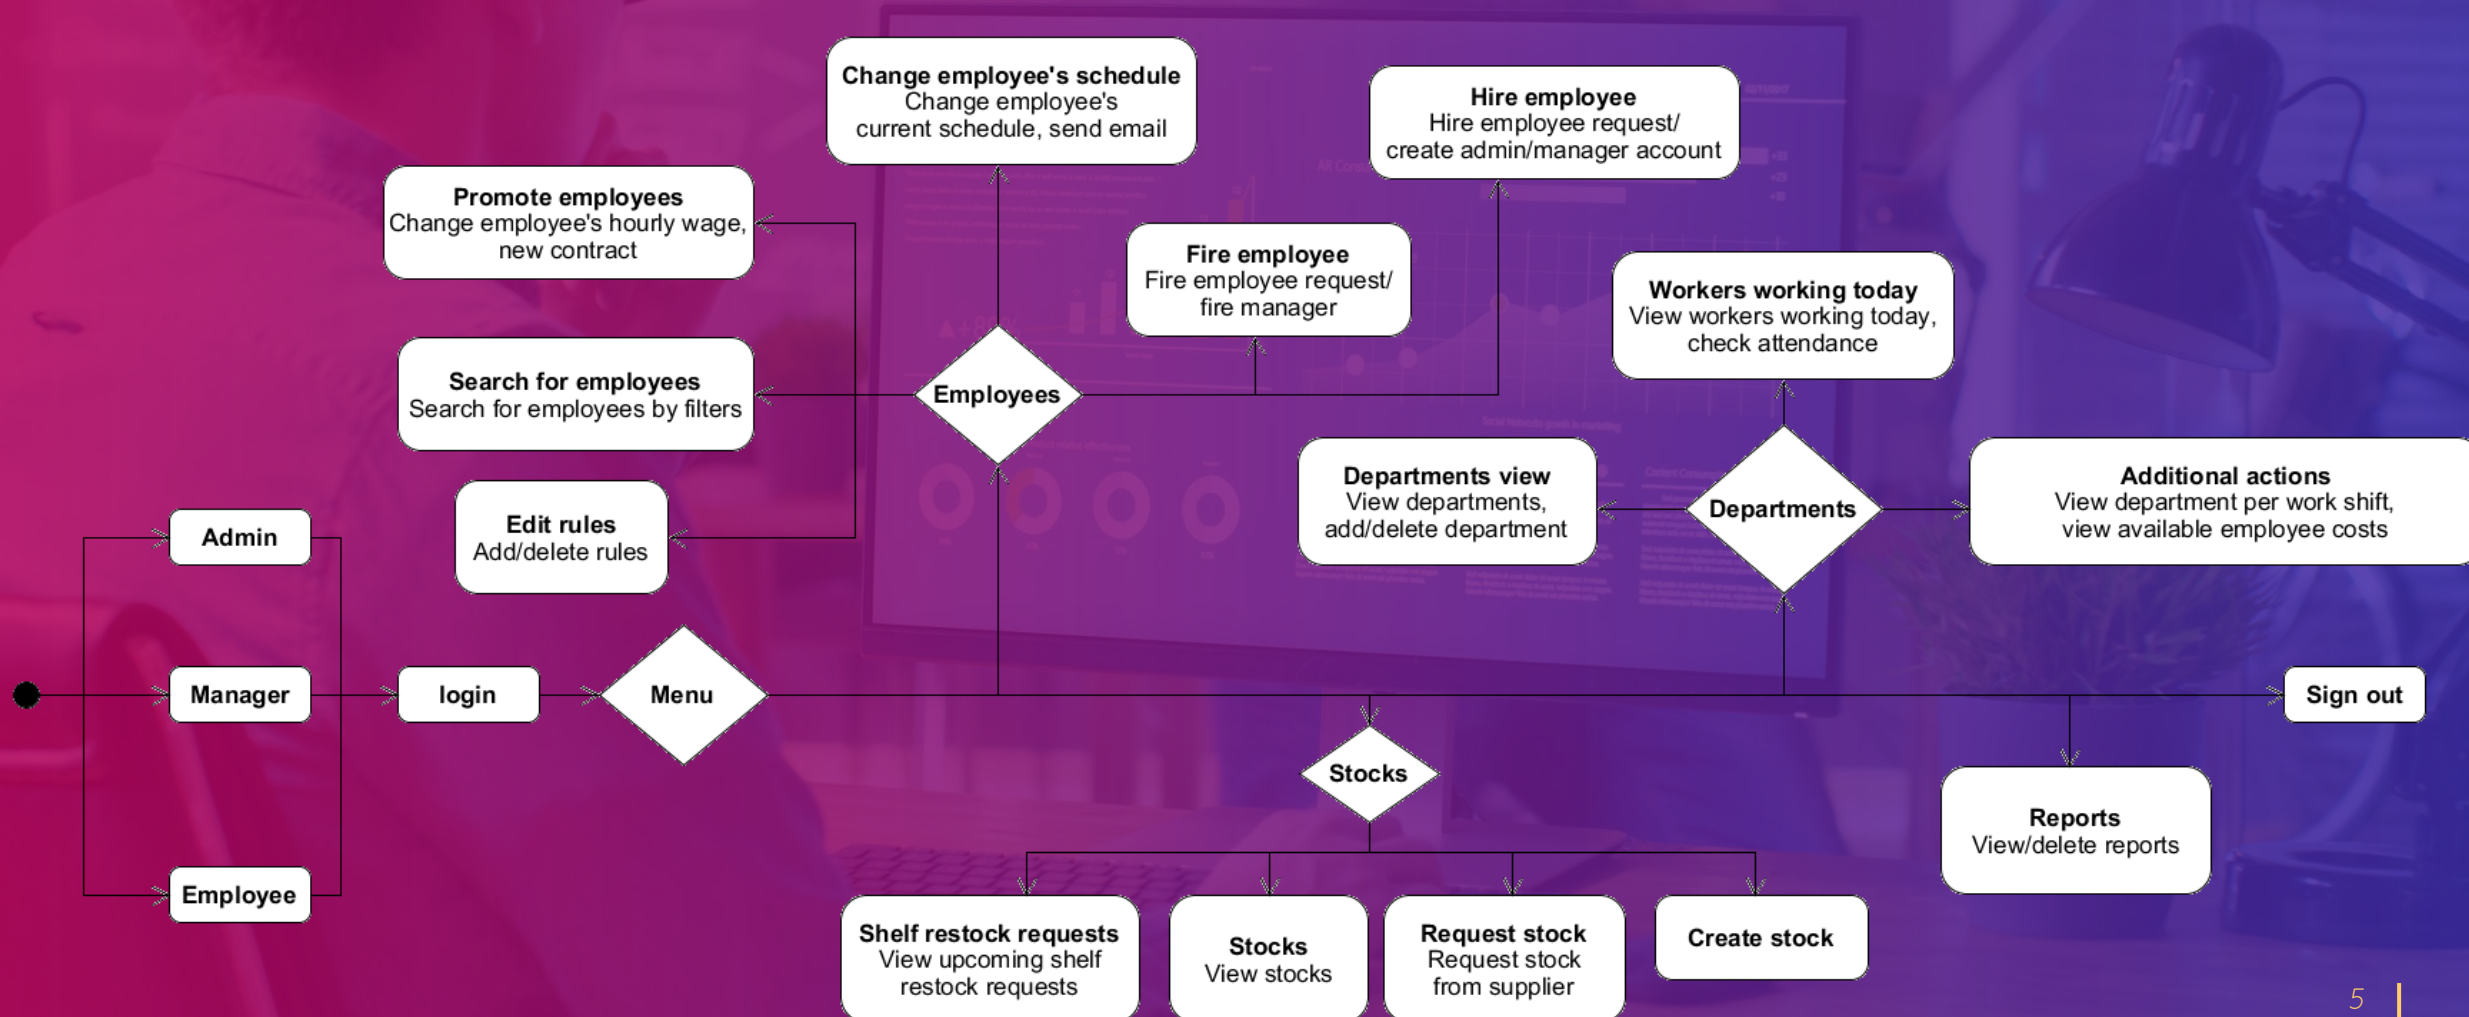 Change employee's schedule
Change employee's
current schedule, send email
Hire employee
Hire employee request/
create admin/manager account
Promote employees
Change employee's hourly wage,
new contract
Fire employee
Fire employee request/
fire manager
Workers working today
View workers working today,
check attendance
Search for employees
Search for employees by filters
Employees
Departments view
View departments,
add/delete department
Departments
Additional actions
View department per work shift,
view available employee costs
Edit rules
Add/delete rules
Admin
Manager
login
Menu
Sign out
Stocks
Reports
View/delete reports
Employee
Shelf restock requests
View upcoming shelf
restock requests
Stocks
View stocks
Request stock
Request stock
from supplier
Create stock
5